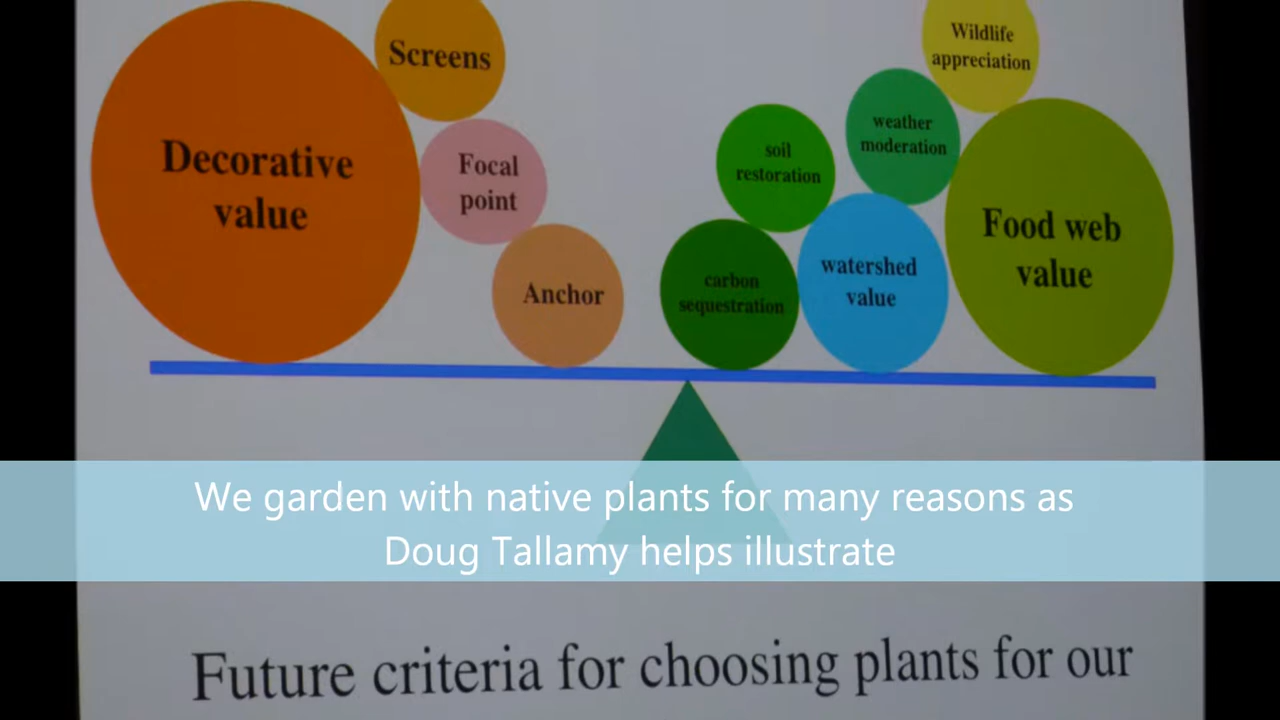 Decorative
value
Screens
Focal
point
Anchor
soil
restoration
carbon
sequestration
weather
moderation
watershed
value
Wildlife
appreciation
Food web
value
We garden with native plants for many reasons as
Doug Tallamy helps illustrate
Future criteria for choosing plants for our